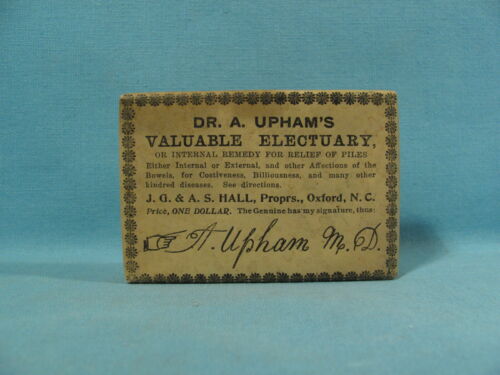 DR. A. UPHAM'S
VALUABLE ELECTUARY,
OR INTERNAL REMEDY FOR RELIEF OF PILES
Either Internal or External, and other Affections of the
Bowels, for Costiveness, Billiousness, and many other
kindred diseases. See directions.
J. G. & A. S. HALL, Proprs., Oxford, N. C.
Price, ONE DOLLAR. The Genuine has my signature, thus:
A. Upham M. D.